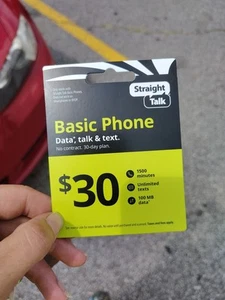 Straight
Talk
Basic Phone
Data*, talk & text.
No contract. 30-day plan.
$30
1500
minutes
Unlimited
texts
100 MB
data*